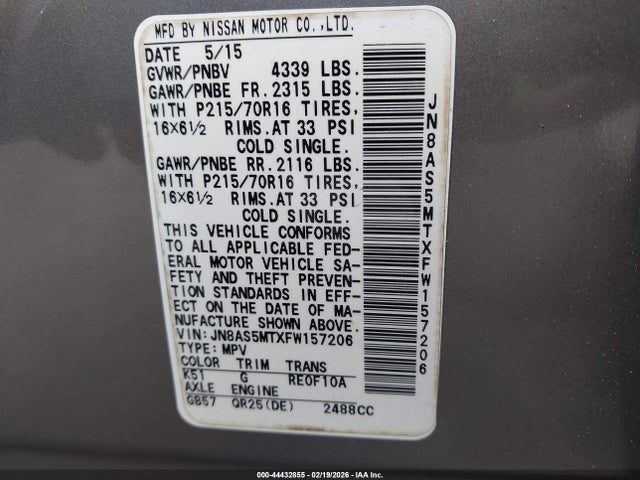 MFD BY NISSAN MOTOR CO.,LTD.
DATE 5/15
GVWR/PNBV 4339 LBS.
GAWR/PNBE FR.2315 LBS.
WITH P215/70R16 TIRES,
16×6½ RIMS.AT 33 PSI
COLD SINGLE.
GAWR/PNBE RR.2116 LBS.
WITH P215/70R16 TIRES,
16×6½ RIMS.AT 33 PSI
COLD SINGLE.
THIS VEHICLE CONFORMS
TO ALL APPLICABLE FED-
ERAL MOTOR VEHICLE SA-
FETY AND THEFT PREVEN-
TION STANDARDS IN EFF-
ECT ON THE DATE OF MA-
NUFACTURE SHOWN ABOVE.
VIN:JN8AS5MTXFW157206
TYPE:MPV
COLOR TRIM TRANS
K51 G RE0F10A
AXLE ENGINE
GB57 QR25(DE) 2488CC
JN8AS5MTXFW157206
000-44432855 - 02/19/2026 - IAA Inc.